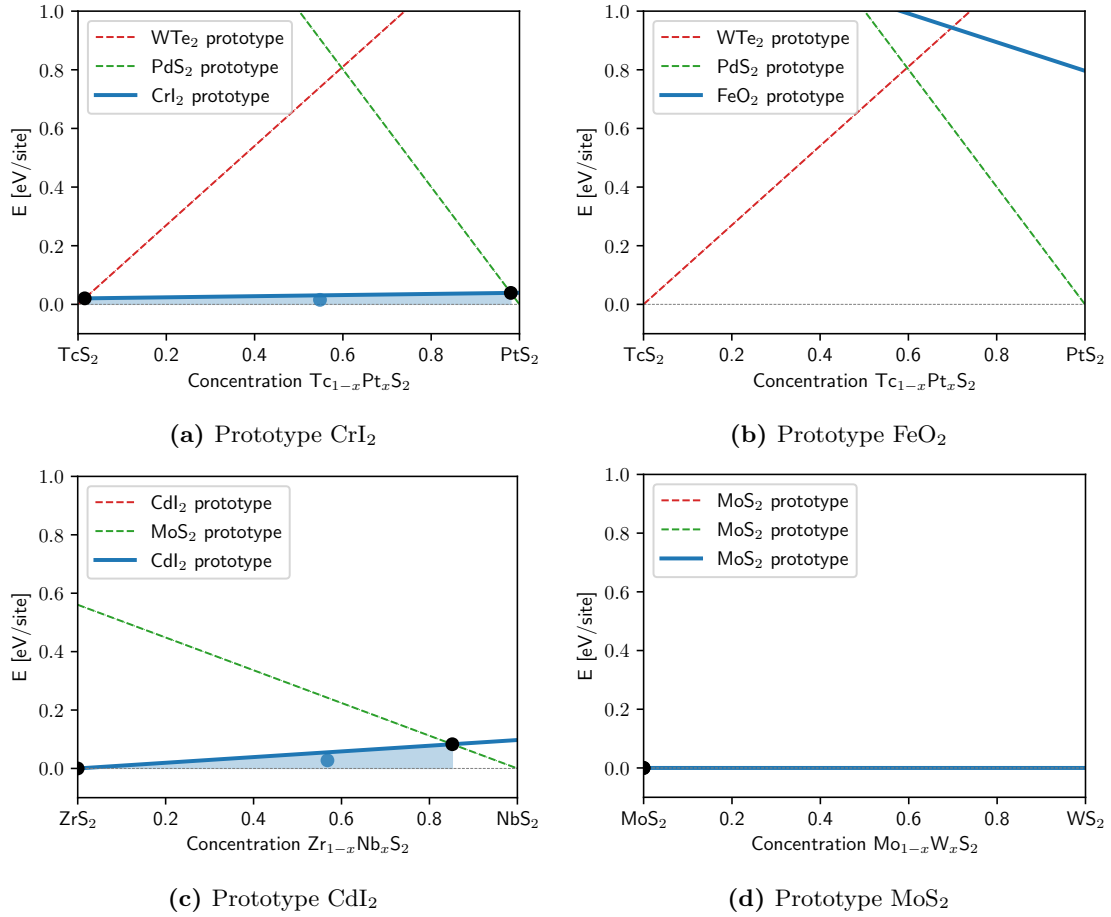 1.0
0.8
0.6
0.4
0.2
0.0
E [eV/site]
WTe₂ prototype
PdS₂ prototype
CrI₂ prototype
TcS₂ 0.2 0.4 0.6 0.8 PtS₂
Concentration Tc₁₋ₓPtₓS₂
(a) Prototype CrI₂
1.0
0.8
0.6
0.4
0.2
0.0
E [eV/site]
WTe₂ prototype
PdS₂ prototype
FeO₂ prototype
TcS₂ 0.2 0.4 0.6 0.8 PtS₂
Concentration Tc₁₋ₓPtₓS₂
(b) Prototype FeO₂
1.0
0.8
0.6
0.4
0.2
0.0
E [eV/site]
CdI₂ prototype
MoS₂ prototype
CdI₂ prototype
ZrS₂ 0.2 0.4 0.6 0.8 NbS₂
Concentration Zr₁₋ₓNbₓS₂
(c) Prototype CdI₂
1.0
0.8
0.6
0.4
0.2
0.0
E [eV/site]
MoS₂ prototype
MoS₂ prototype
MoS₂ prototype
MoS₂ 0.2 0.4 0.6 0.8 WS₂
Concentration Mo₁₋ₓWₓS₂
(d) Prototype MoS₂